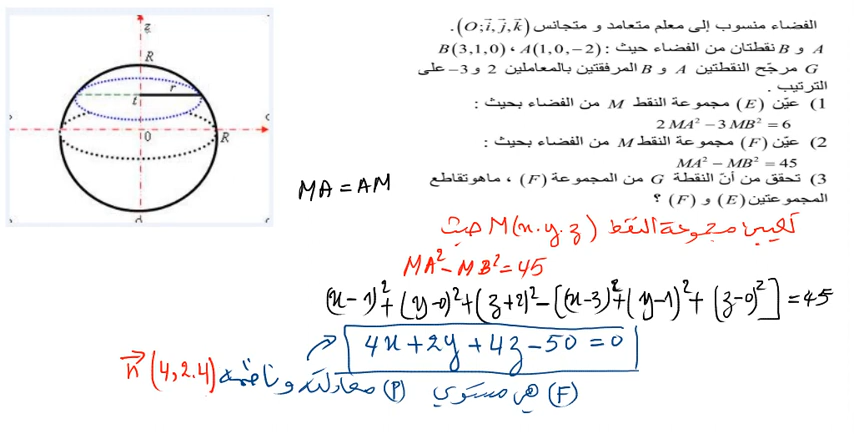 الفضاء منسوب إلى معلم متعامد و متجانس (O; i⃗, j⃗, k⃗).
A و B نقطتان من الفضاء حيث : A(1,0,−2) ، B(3,1,0)
G مرجّح النقطتين A و B المرفقتين بالمعاملين 2 و 3− على
الترتيب .
1) عيّن (E) مجموعة النقط M من الفضاء بحيث :
2MA² − 3MB² = 6
2) عيّن (F) مجموعة النقط M من الفضاء بحيث :
MA² − MB² = 45
3) تحقق من أنّ النقطة G من المجموعة (F) ، ماهوتقاطع
المجموعتين (E) و (F) ؟
z
R
r
t
0
R
MA = AM
تعيين مجموعة النقط M(x.y.z) حيث
MA² − MB² = 45
(x−1)² + (y−0)² + (z+2)² − [(x−3)² + (y−1)² + (z−0)²] = 45
4x + 2y + 4z − 50 = 0
(F) هي مستوي (P) معادلته و ناظمه n⃗(4,2.4)